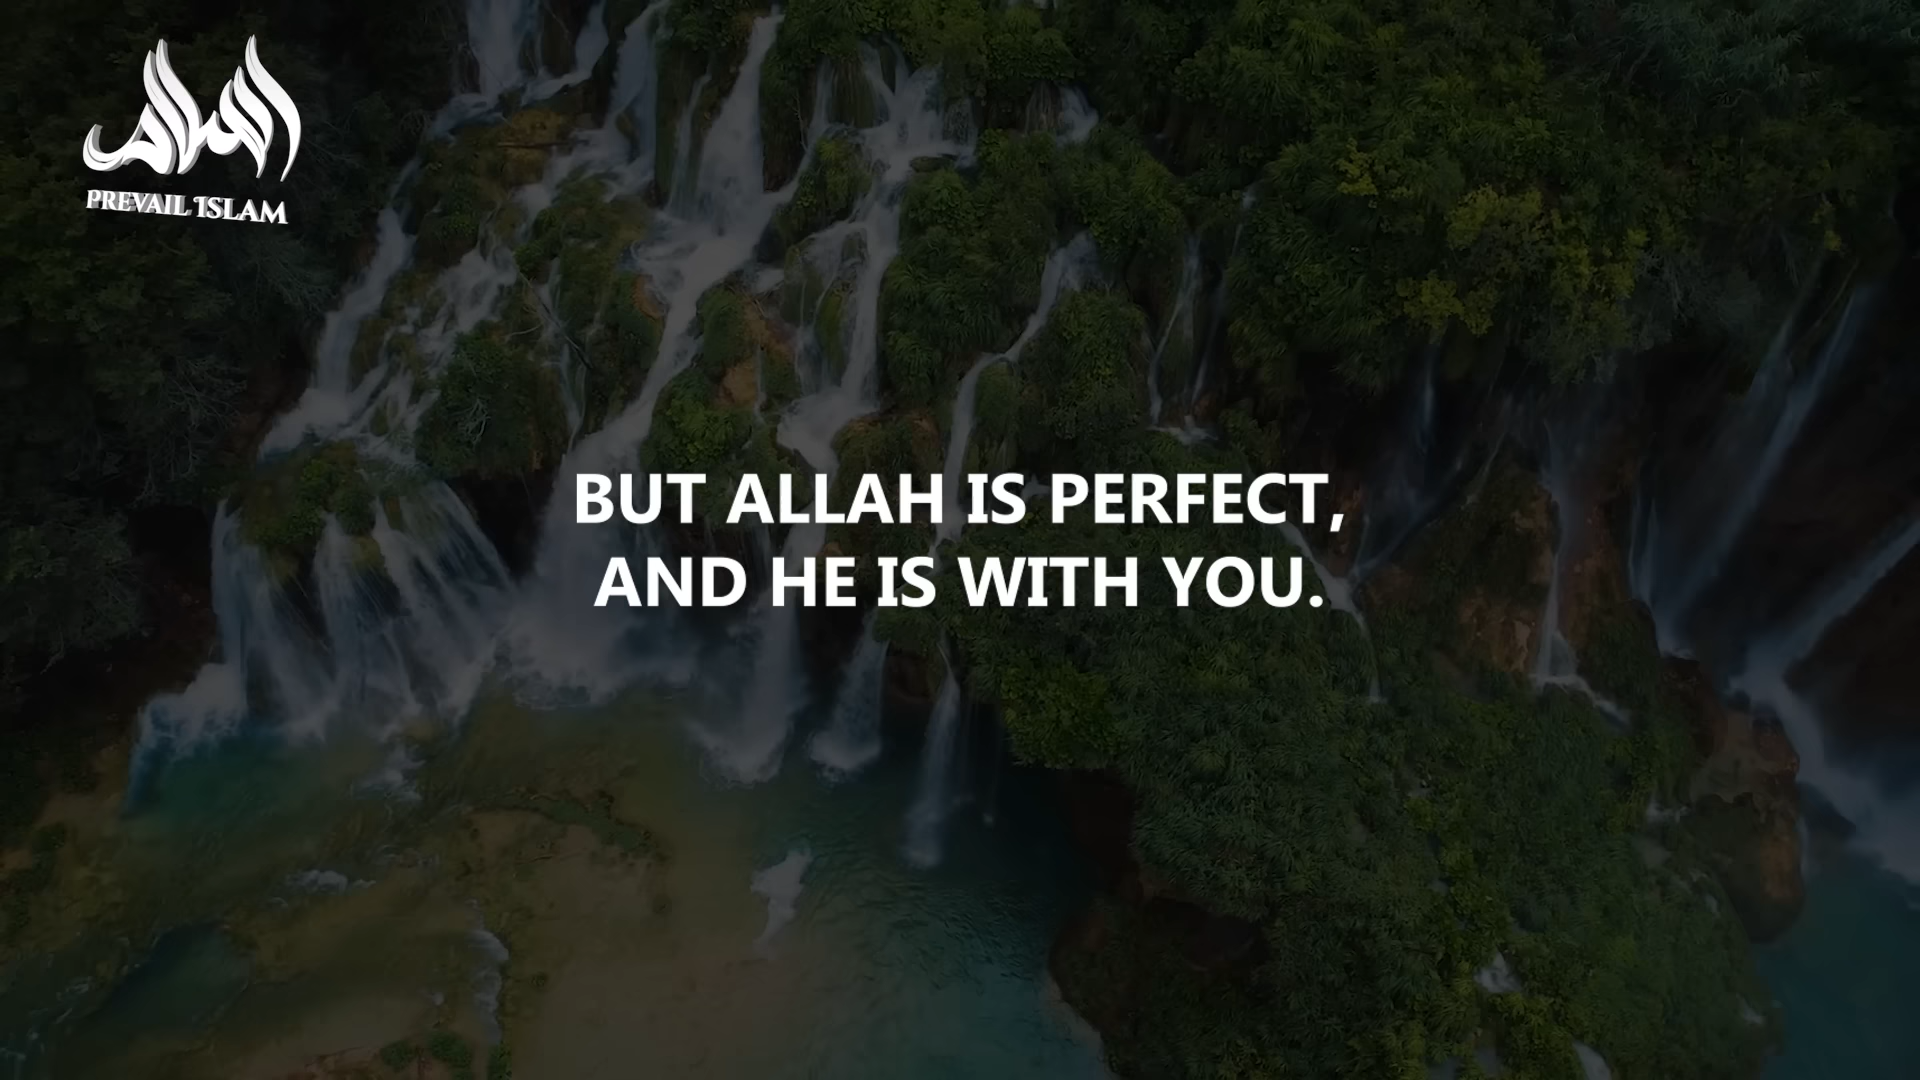 PREVAIL ISLAM
BUT ALLAH IS PERFECT,
AND HE IS WITH YOU.